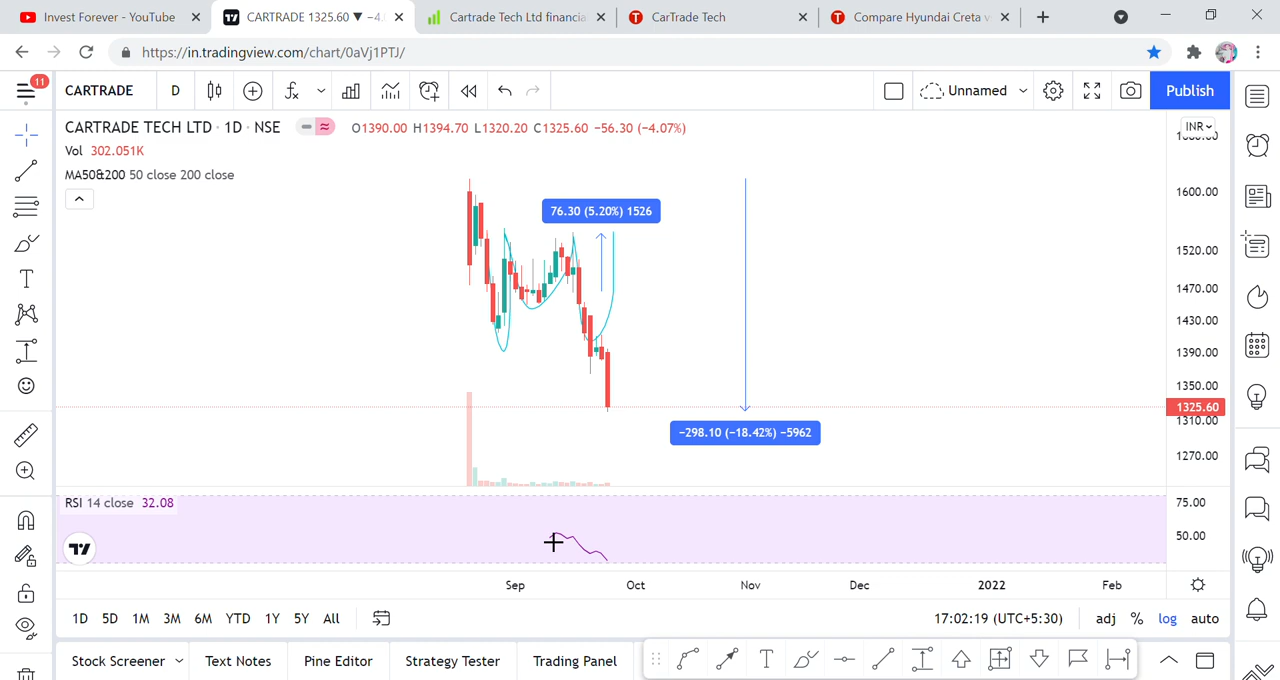 Invest Forever - YouTube
CARTRADE 1325.60 ▼ −4.
Cartrade Tech Ltd financia
CarTrade Tech
Compare Hyundai Creta v
https://in.tradingview.com/chart/0aVj1PTJ/
11
CARTRADE
D
Unnamed
Publish
CARTRADE TECH LTD · 1D · NSE
O1390.00 H1394.70 L1320.20 C1325.60 −56.30 (−4.07%)
INR
Vol 302.051K
MA50&200 50 close 200 close
1600.00
76.30 (5.20%) 1526
1520.00
1470.00
1430.00
1390.00
1350.00
1325.60
1310.00
−298.10 (−18.42%) −5962
1270.00
RSI 14 close 32.08
75.00
50.00
Sep Oct Nov Dec 2022 Feb
1D 5D 1M 3M 6M YTD 1Y 5Y All
17:02:19 (UTC+5:30) adj % log auto
Stock Screener Text Notes Pine Editor Strategy Tester Trading Panel